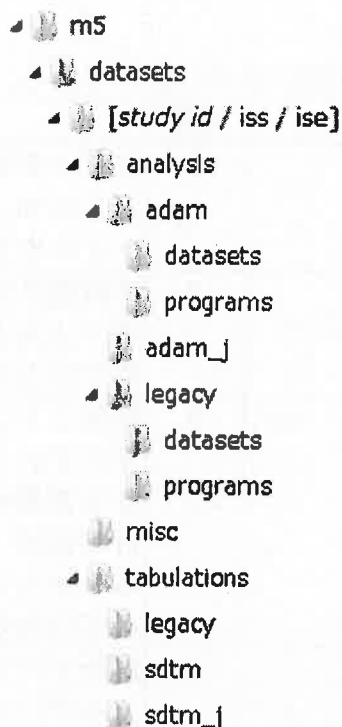 m5
datasets
[study id / iss / ise]
analysis
adam
datasets
programs
adam_j
legacy
datasets
programs
misc
tabulations
legacy
sdtm
sdtm_j